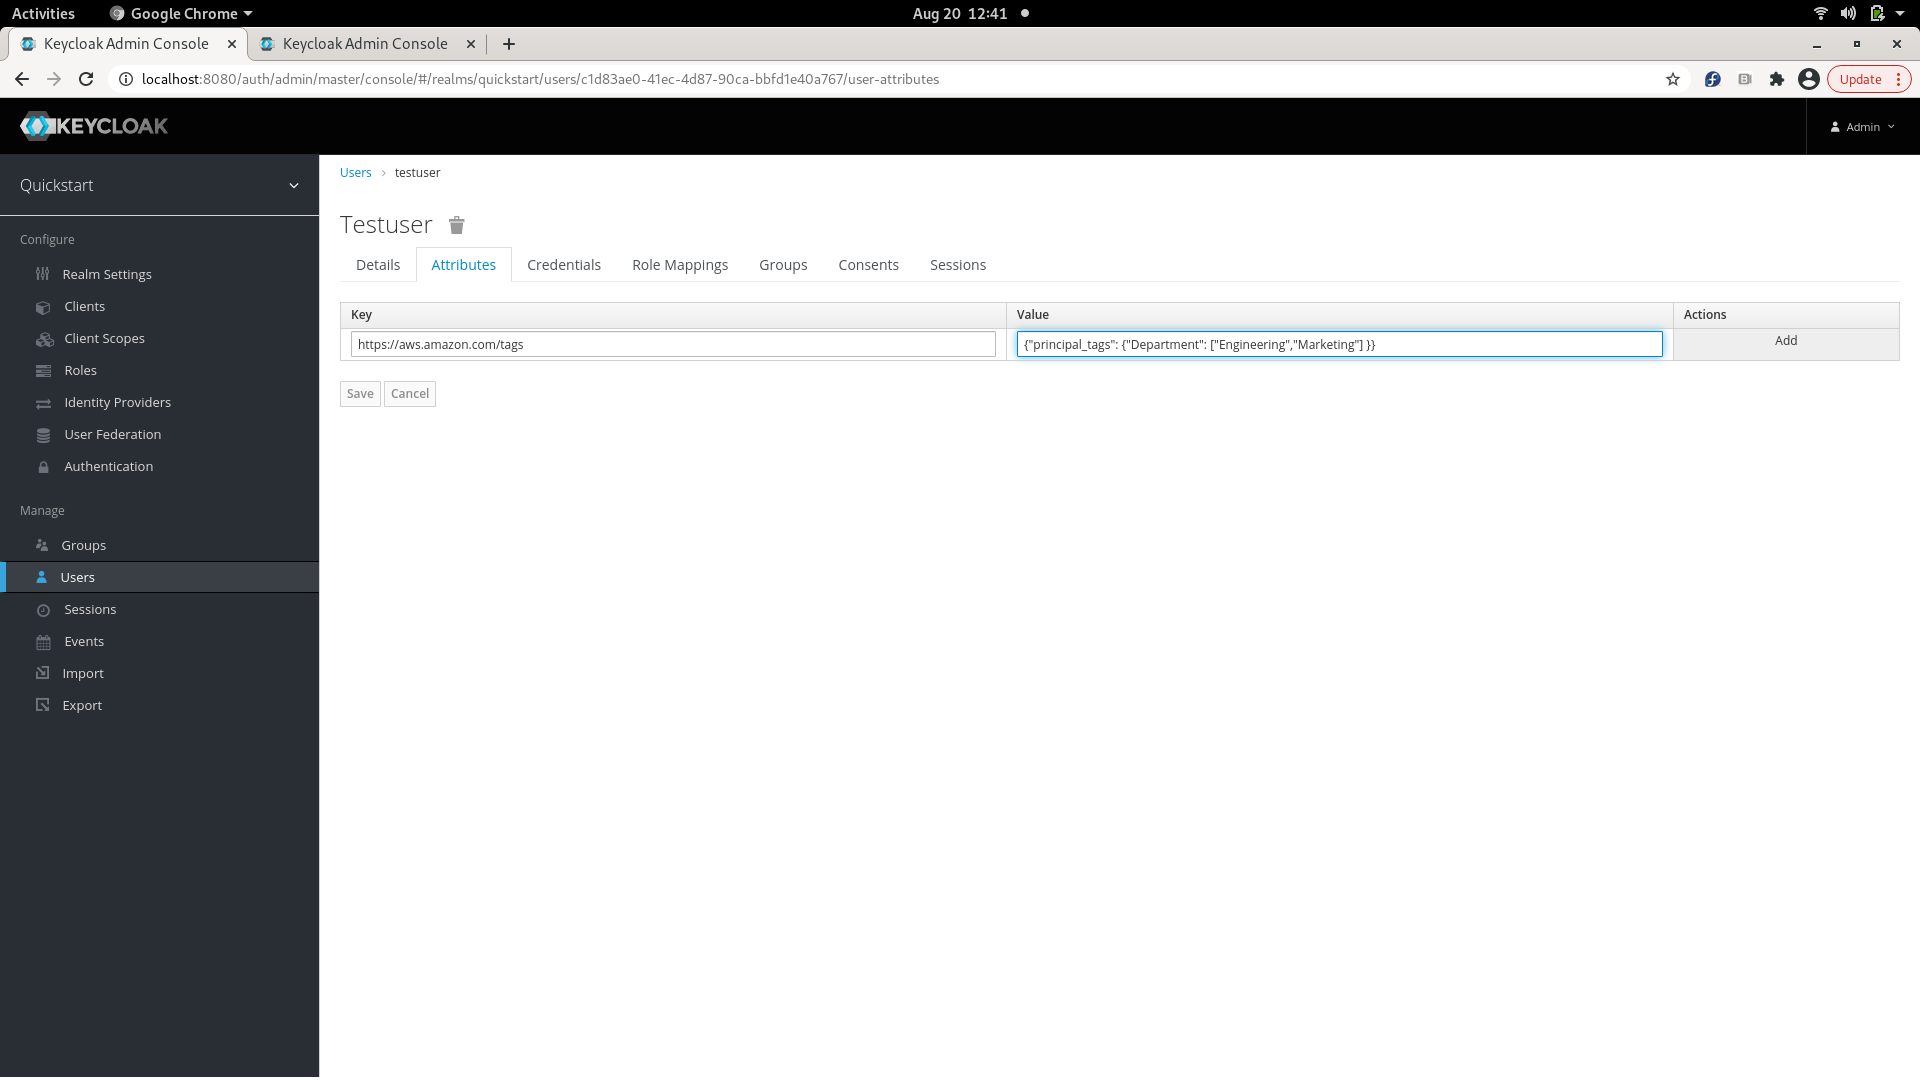 Activities
Google Chrome
Aug 20 12:41
Keycloak Admin Console
Keycloak Admin Console
localhost:8080/auth/admin/master/console/#/realms/quickstart/users/c1d83ae0-41ec-4d87-90ca-bbfd1e40a767/user-attributes
Update
KEYCLOAK
Admin
Quickstart
Configure
Realm Settings
Clients
Client Scopes
Roles
Identity Providers
User Federation
Authentication
Manage
Groups
Users
Sessions
Events
Import
Export
Users › testuser
Testuser
Details Attributes Credentials Role Mappings Groups Consents Sessions
Key Value Actions
https://aws.amazon.com/tags {"principal_tags": {"Department": ["Engineering","Marketing"] }} Add
Save Cancel